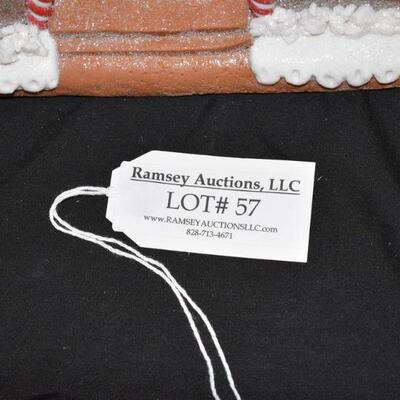 Ramsey Auctions, LLC
LOT# 57
www.RAMSEYAUCTIONSLLC.com
828-713-4671